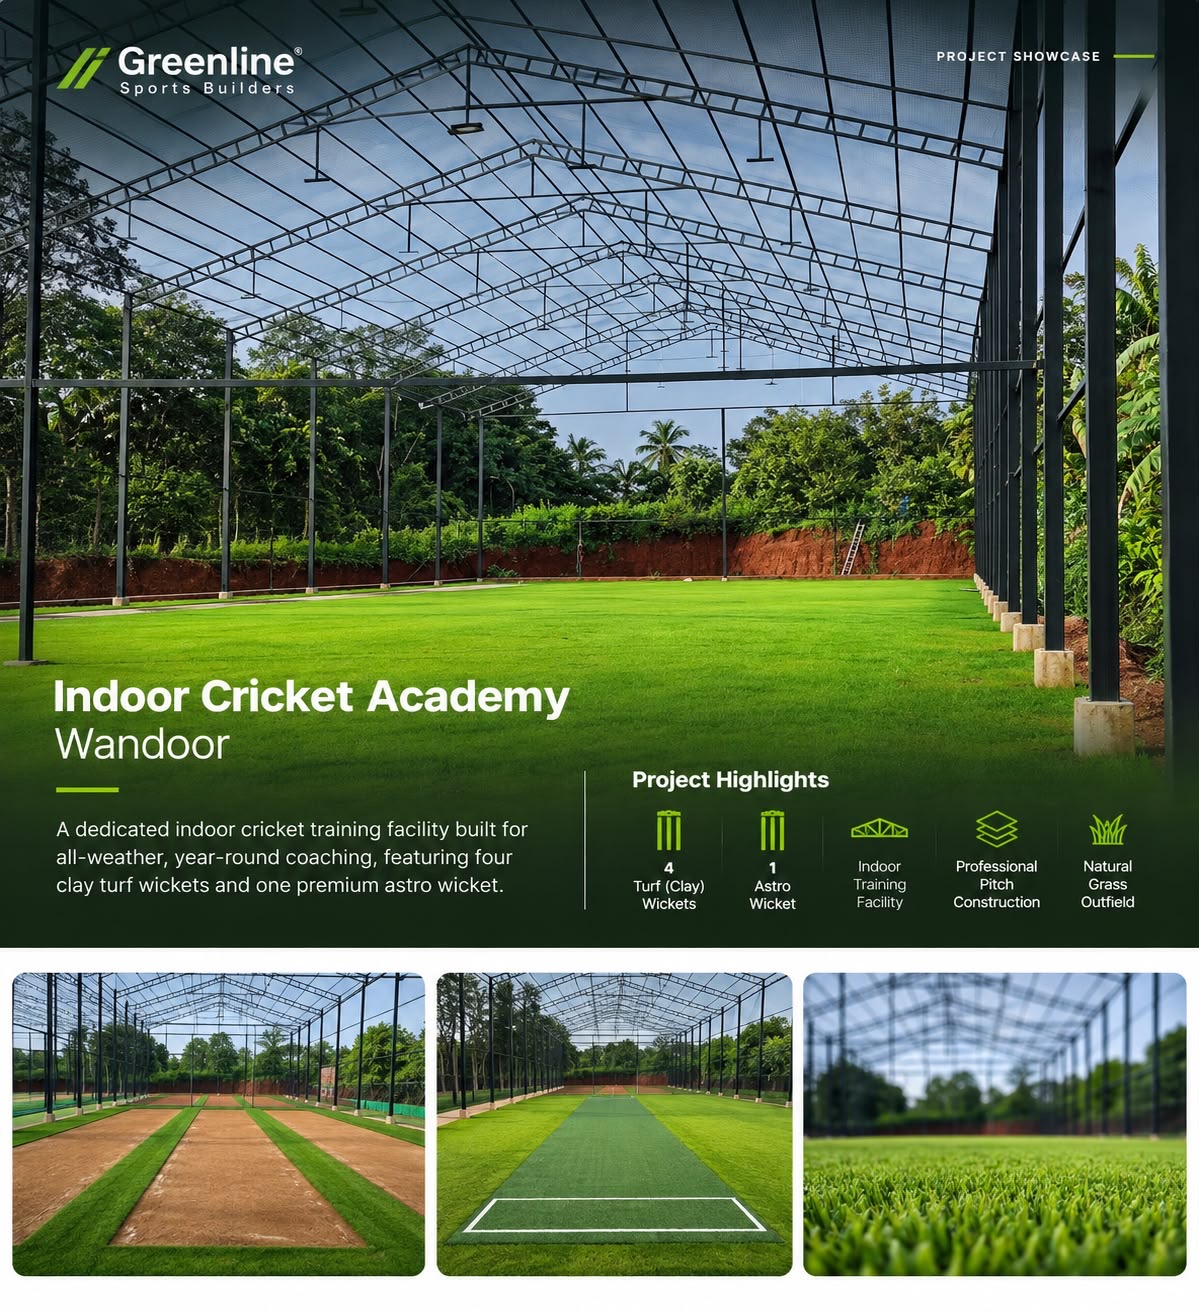 Greenline®
Sports Builders
PROJECT SHOWCASE
Indoor Cricket Academy
Wandoor
A dedicated indoor cricket training facility built for
all-weather, year-round coaching, featuring four
clay turf wickets and one premium astro wicket.
Project Highlights
4
Turf (Clay)
Wickets
1
Astro
Wicket
Indoor
Training
Facility
Professional
Pitch
Construction
Natural
Grass
Outfield